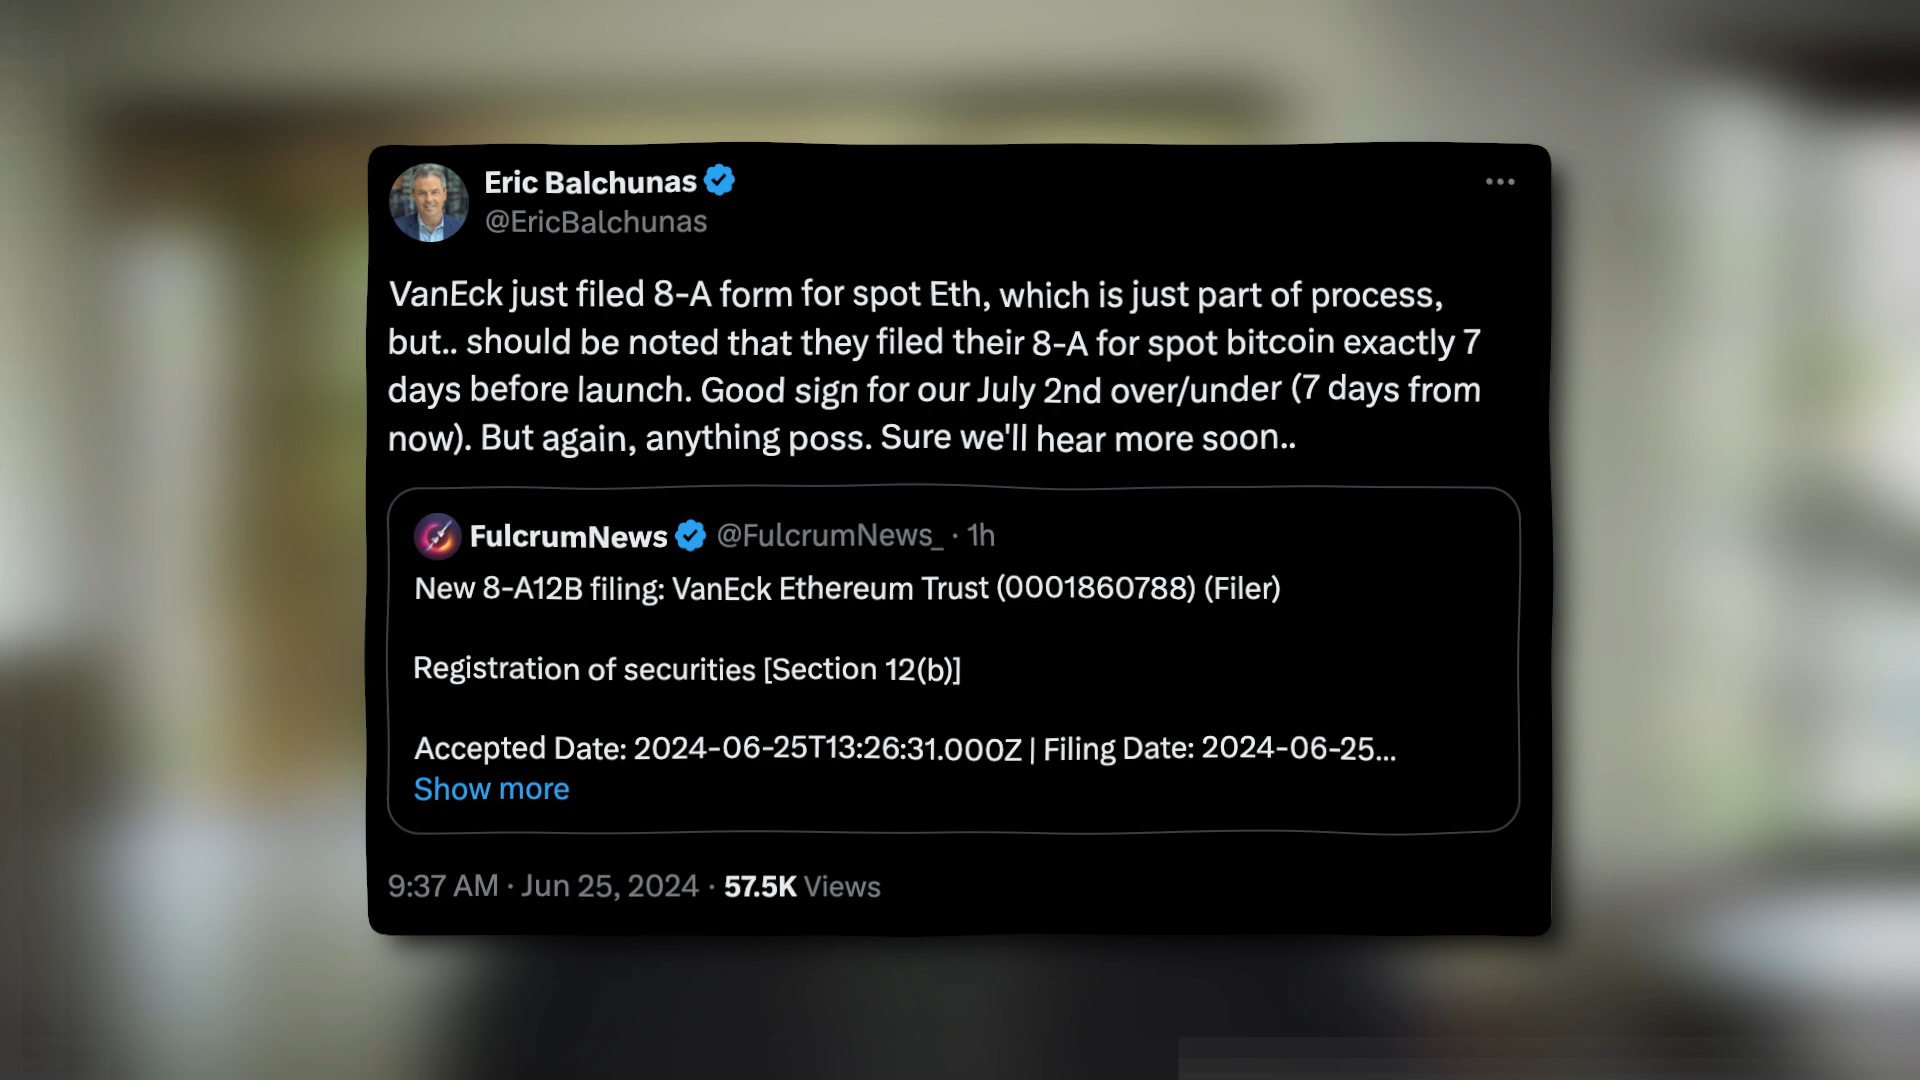 Eric Balchunas
@EricBalchunas
VanEck just filed 8-A form for spot Eth, which is just part of process,
but.. should be noted that they filed their 8-A for spot bitcoin exactly 7
days before launch. Good sign for our July 2nd over/under (7 days from
now). But again, anything poss. Sure we'll hear more soon..
FulcrumNews @FulcrumNews_ · 1h
New 8-A12B filing: VanEck Ethereum Trust (0001860788) (Filer)
Registration of securities [Section 12(b)]
Accepted Date: 2024-06-25T13:26:31.000Z | Filing Date: 2024-06-25...
Show more
9:37 AM · Jun 25, 2024 · 57.5K Views